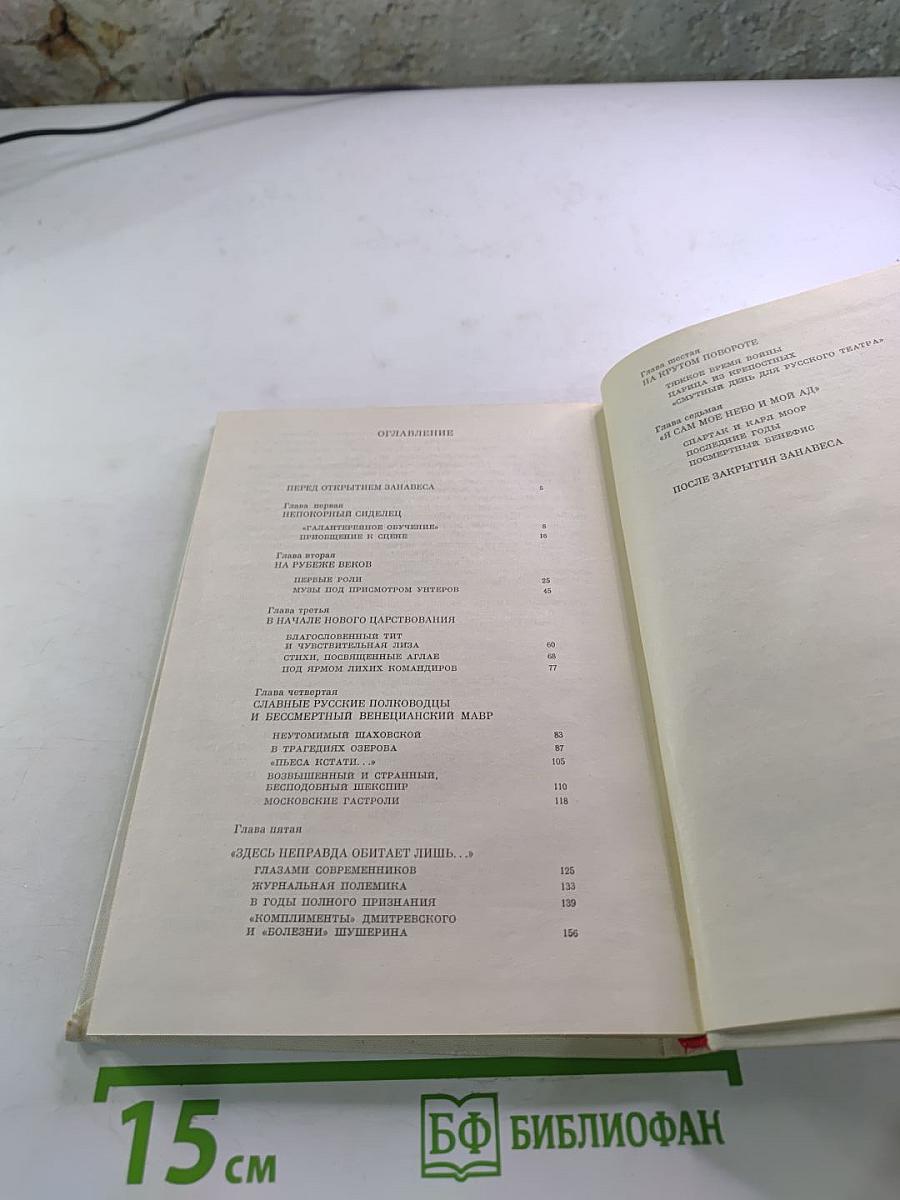 ОГЛАВЛЕНИЕ
ПЕРЕД ОТКРЫТИЕМ ЗАНАВЕСА 5
Глава первая
НЕПОКОРНЫЙ СИДЕЛЕЦ
«ГАЛАНТЕРЕЙНОЕ ОБУЧЕНИЕ» 8
ПРИОБЩЕНИЕ К СЦЕНЕ 16
Глава вторая
НА РУБЕЖЕ ВЕКОВ
ПЕРВЫЕ РОЛИ 25
МУЗЫ ПОД ПРИСМОТРОМ УНТЕРОВ 45
Глава третья
В НАЧАЛЕ НОВОГО ЦАРСТВОВАНИЯ
БЛАГОСЛОВЕННЫЙ ТИТ
И ЧУВСТВИТЕЛЬНАЯ ЛИЗА 60
СТИХИ, ПОСВЯЩЕННЫЕ АГЛАЕ 68
ПОД ЯРМОМ ЛИХИХ КОМАНДИРОВ 77
Глава четвертая
СЛАВНЫЕ РУССКИЕ ПОЛКОВОДЦЫ
И БЕССМЕРТНЫЙ ВЕНЕЦИАНСКИЙ МАВР
НЕУТОМИМЫЙ ШАХОВСКОЙ 83
В ТРАГЕДИЯХ ОЗЕРОВА 87
«ПЬЕСА КСТАТИ...» 105
ВОЗВЫШЕННЫЙ И СТРАННЫЙ,
БЕСПОДОБНЫЙ ШЕКСПИР 110
МОСКОВСКИЕ ГАСТРОЛИ 118
Глава пятая
«ЗДЕСЬ НЕПРАВДА ОБИТАЕТ ЛИШЬ...»
ГЛАЗАМИ СОВРЕМЕННИКОВ 125
ЖУРНАЛЬНАЯ ПОЛЕМИКА 133
В ГОДЫ ПОЛНОГО ПРИЗНАНИЯ 139
«КОМПЛИМЕНТЫ» ДМИТРЕВСКОГО
И «БОЛЕЗНИ» ШУШЕРИНА 156
Глава шестая
НА КРУТОМ ПОВОРОТЕ
ТЯЖКОЕ ВРЕМЯ ВОЙНЫ
ЦАРИЦА ИЗ КРЕПОСТНЫХ
«СМУТНЫЙ ДЕНЬ ДЛЯ РУССКОГО ТЕАТРА»
Глава седьмая
«Я САМ МОЕ НЕБО И МОЙ АД»
СПАРТАК И КАРЛ МООР
ПОСЛЕДНИЕ ГОДЫ
ПОСМЕРТНЫЙ БЕНЕФИС
ПОСЛЕ ЗАКРЫТИЯ ЗАНАВЕСА
15 см
БФ БИБЛИОФАН